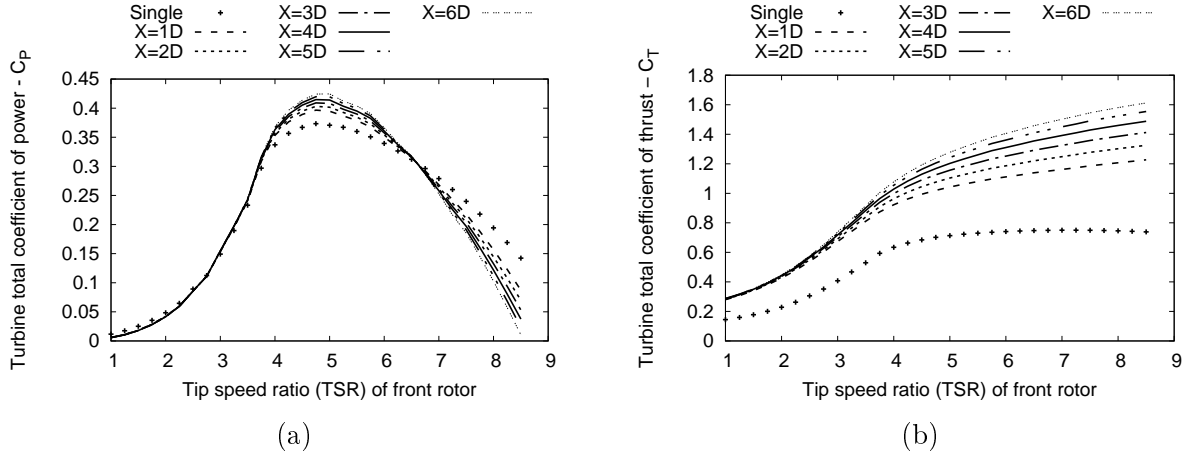 Single
X=1D
X=2D
X=3D
X=4D
X=5D
X=6D
Turbine total coefficient of power - C_P
0.45
0.4
0.35
0.3
0.25
0.2
0.15
0.1
0.05
0
1 2 3 4 5 6 7 8 9
Tip speed ratio (TSR) of front rotor
(a)
Single
X=1D
X=2D
X=3D
X=4D
X=5D
X=6D
Turbine total coefficient of thrust – C_T
1.8
1.6
1.4
1.2
1
0.8
0.6
0.4
0.2
0
1 2 3 4 5 6 7 8 9
Tip speed ratio (TSR) of front rotor
(b)